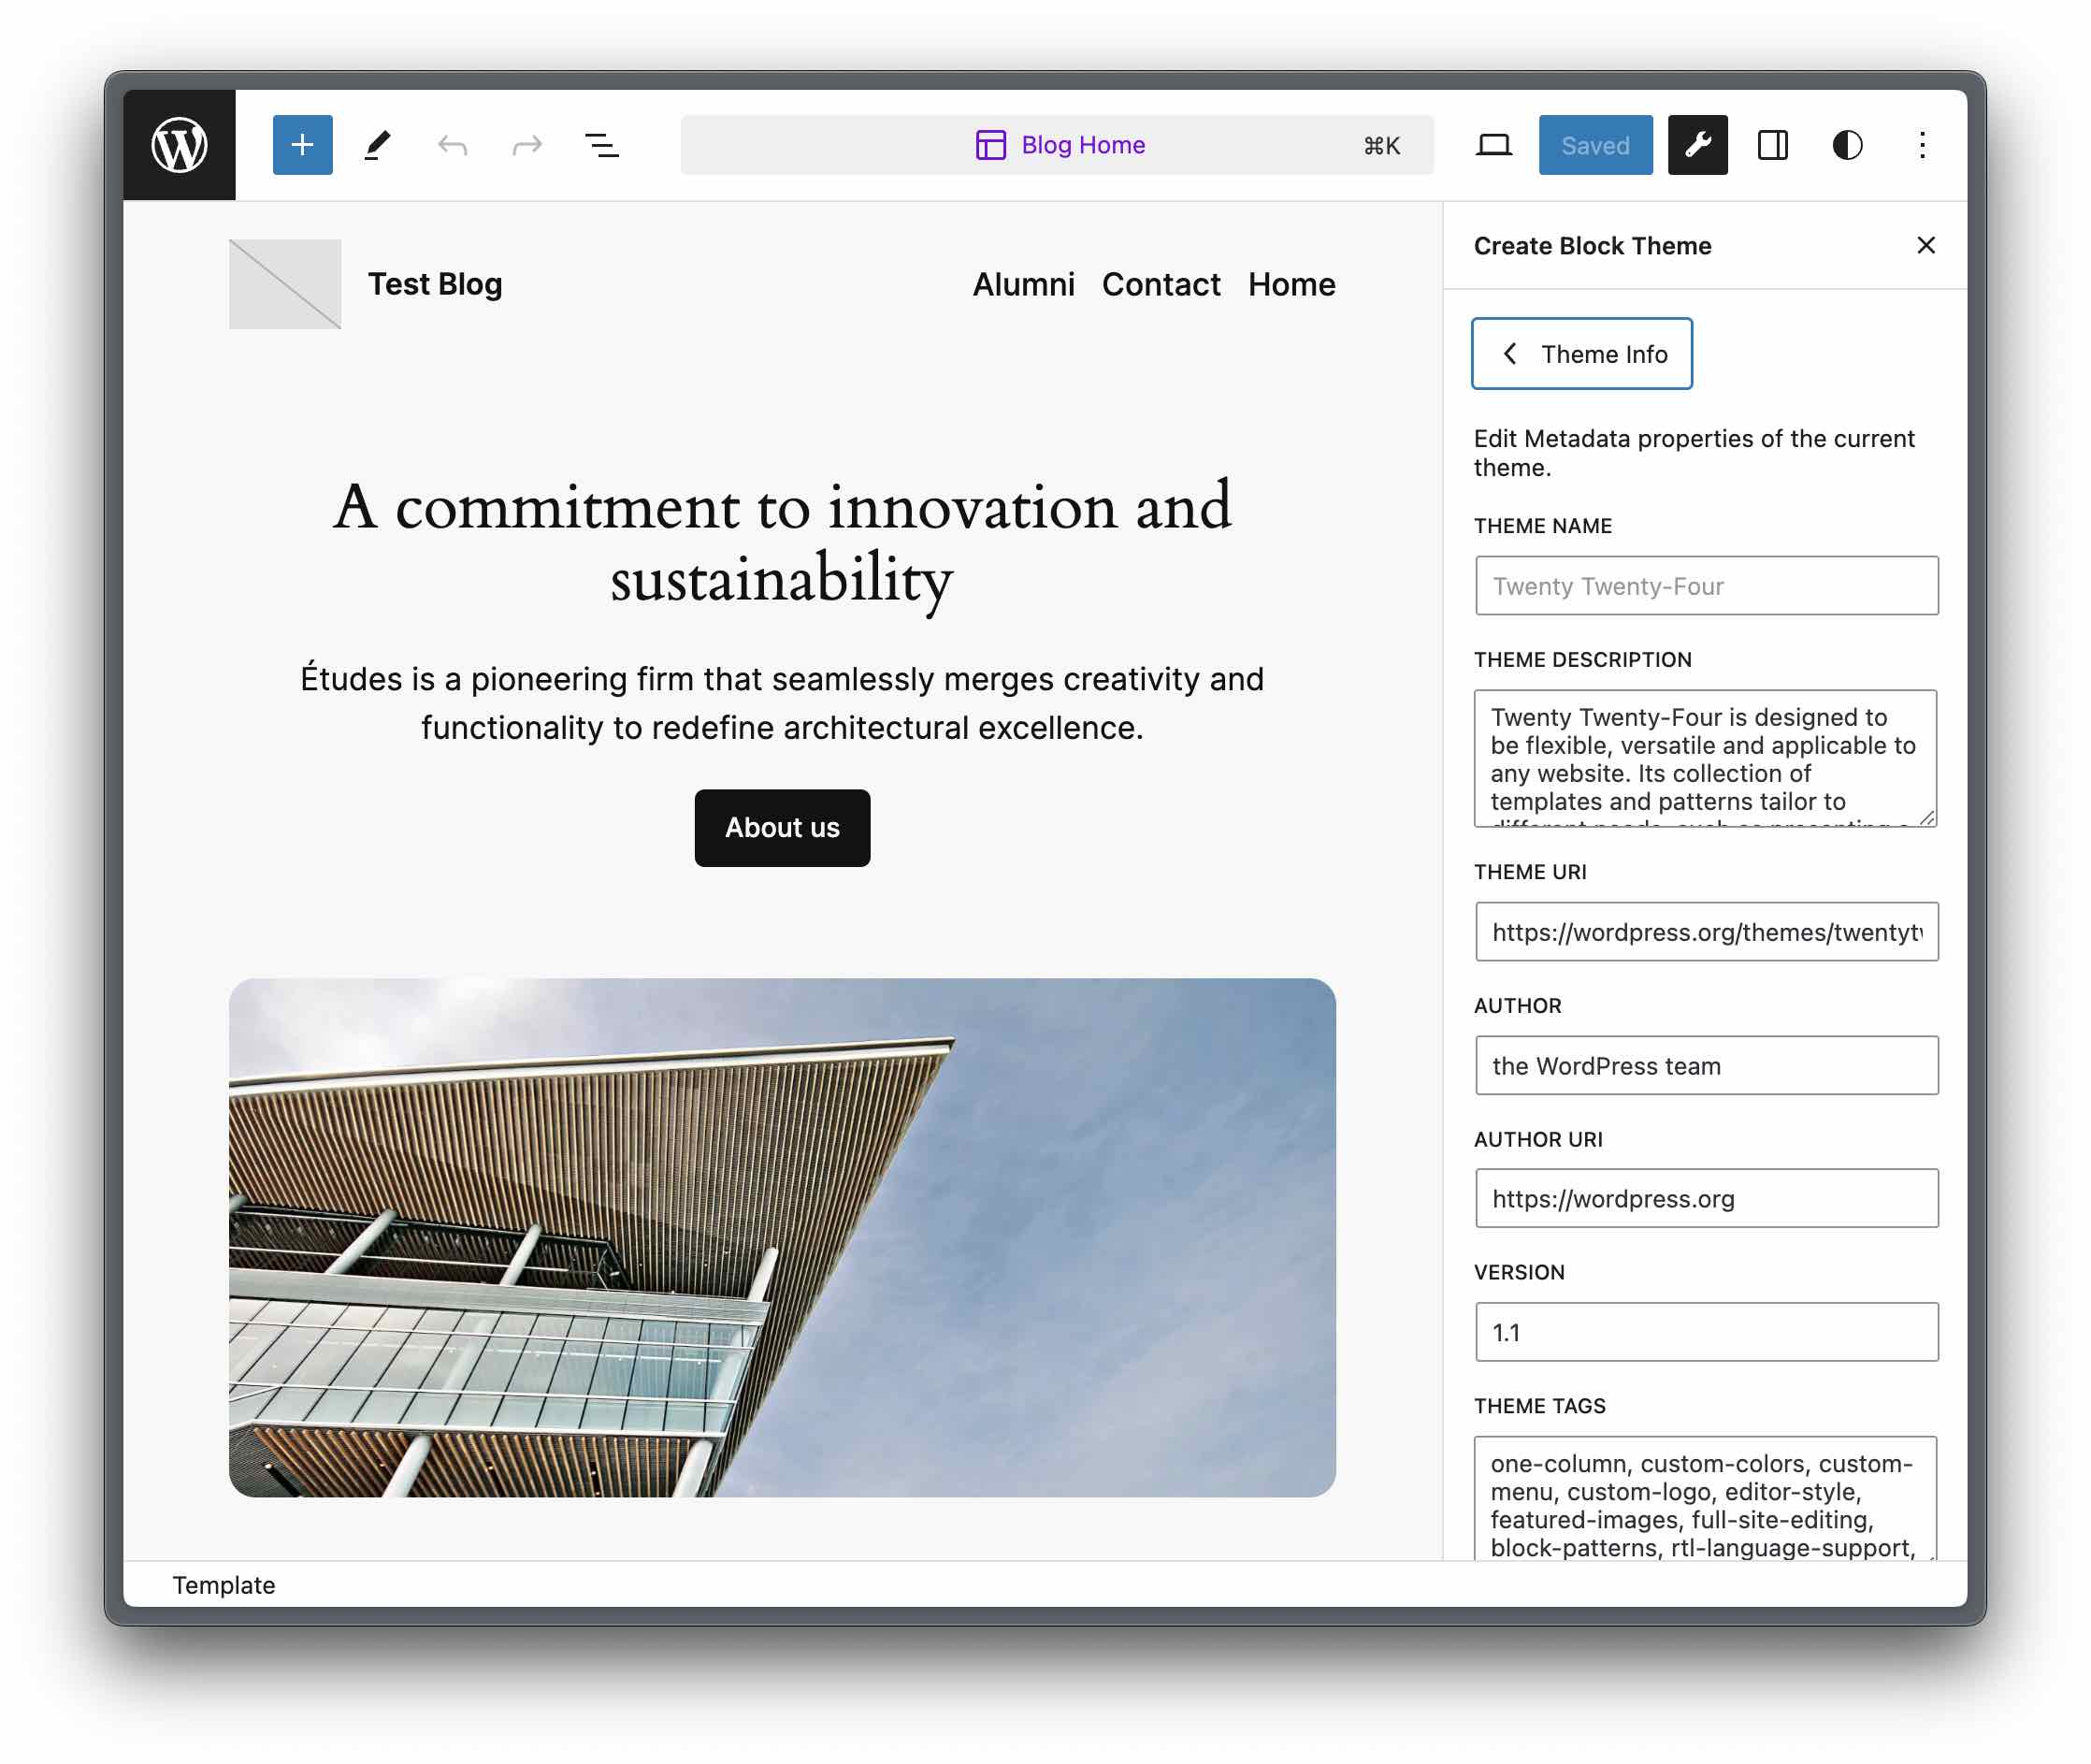 Blog Home
⌘K
Saved
Test Blog
Alumni Contact Home
A commitment to innovation and
sustainability
Études is a pioneering firm that seamlessly merges creativity and
functionality to redefine architectural excellence.
About us
Template
Create Block Theme
Theme Info
Edit Metadata properties of the current
theme.
THEME NAME
Twenty Twenty-Four
THEME DESCRIPTION
Twenty Twenty-Four is designed to
be flexible, versatile and applicable to
any website. Its collection of
templates and patterns tailor to
THEME URI
https://wordpress.org/themes/twentyt
AUTHOR
the WordPress team
AUTHOR URI
https://wordpress.org
VERSION
1.1
THEME TAGS
one-column, custom-colors, custom-
menu, custom-logo, editor-style,
featured-images, full-site-editing,
block-patterns, rtl-language-support,